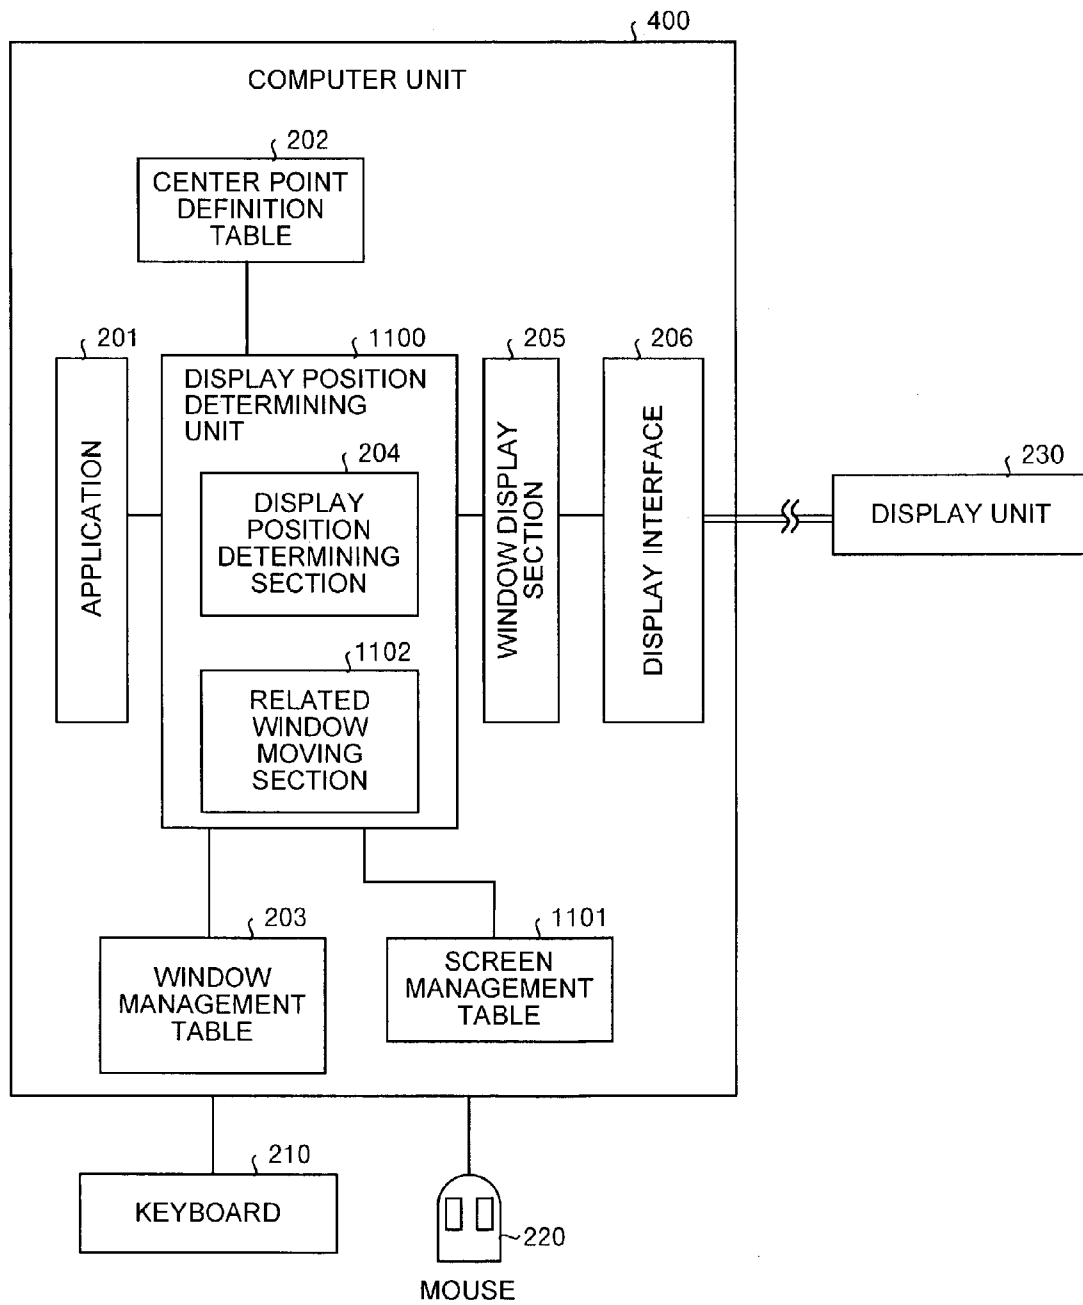 400
COMPUTER UNIT
202
CENTER POINT
DEFINITION
TABLE
201
APPLICATION
1100
DISPLAY POSITION
DETERMINING
UNIT
204
DISPLAY
POSITION
DETERMINING
SECTION
1102
RELATED
WINDOW
MOVING
SECTION
205
WINDOW DISPLAY
SECTION
206
DISPLAY INTERFACE
230
DISPLAY UNIT
203
WINDOW
MANAGEMENT
TABLE
1101
SCREEN
MANAGEMENT
TABLE
210
KEYBOARD
220
MOUSE